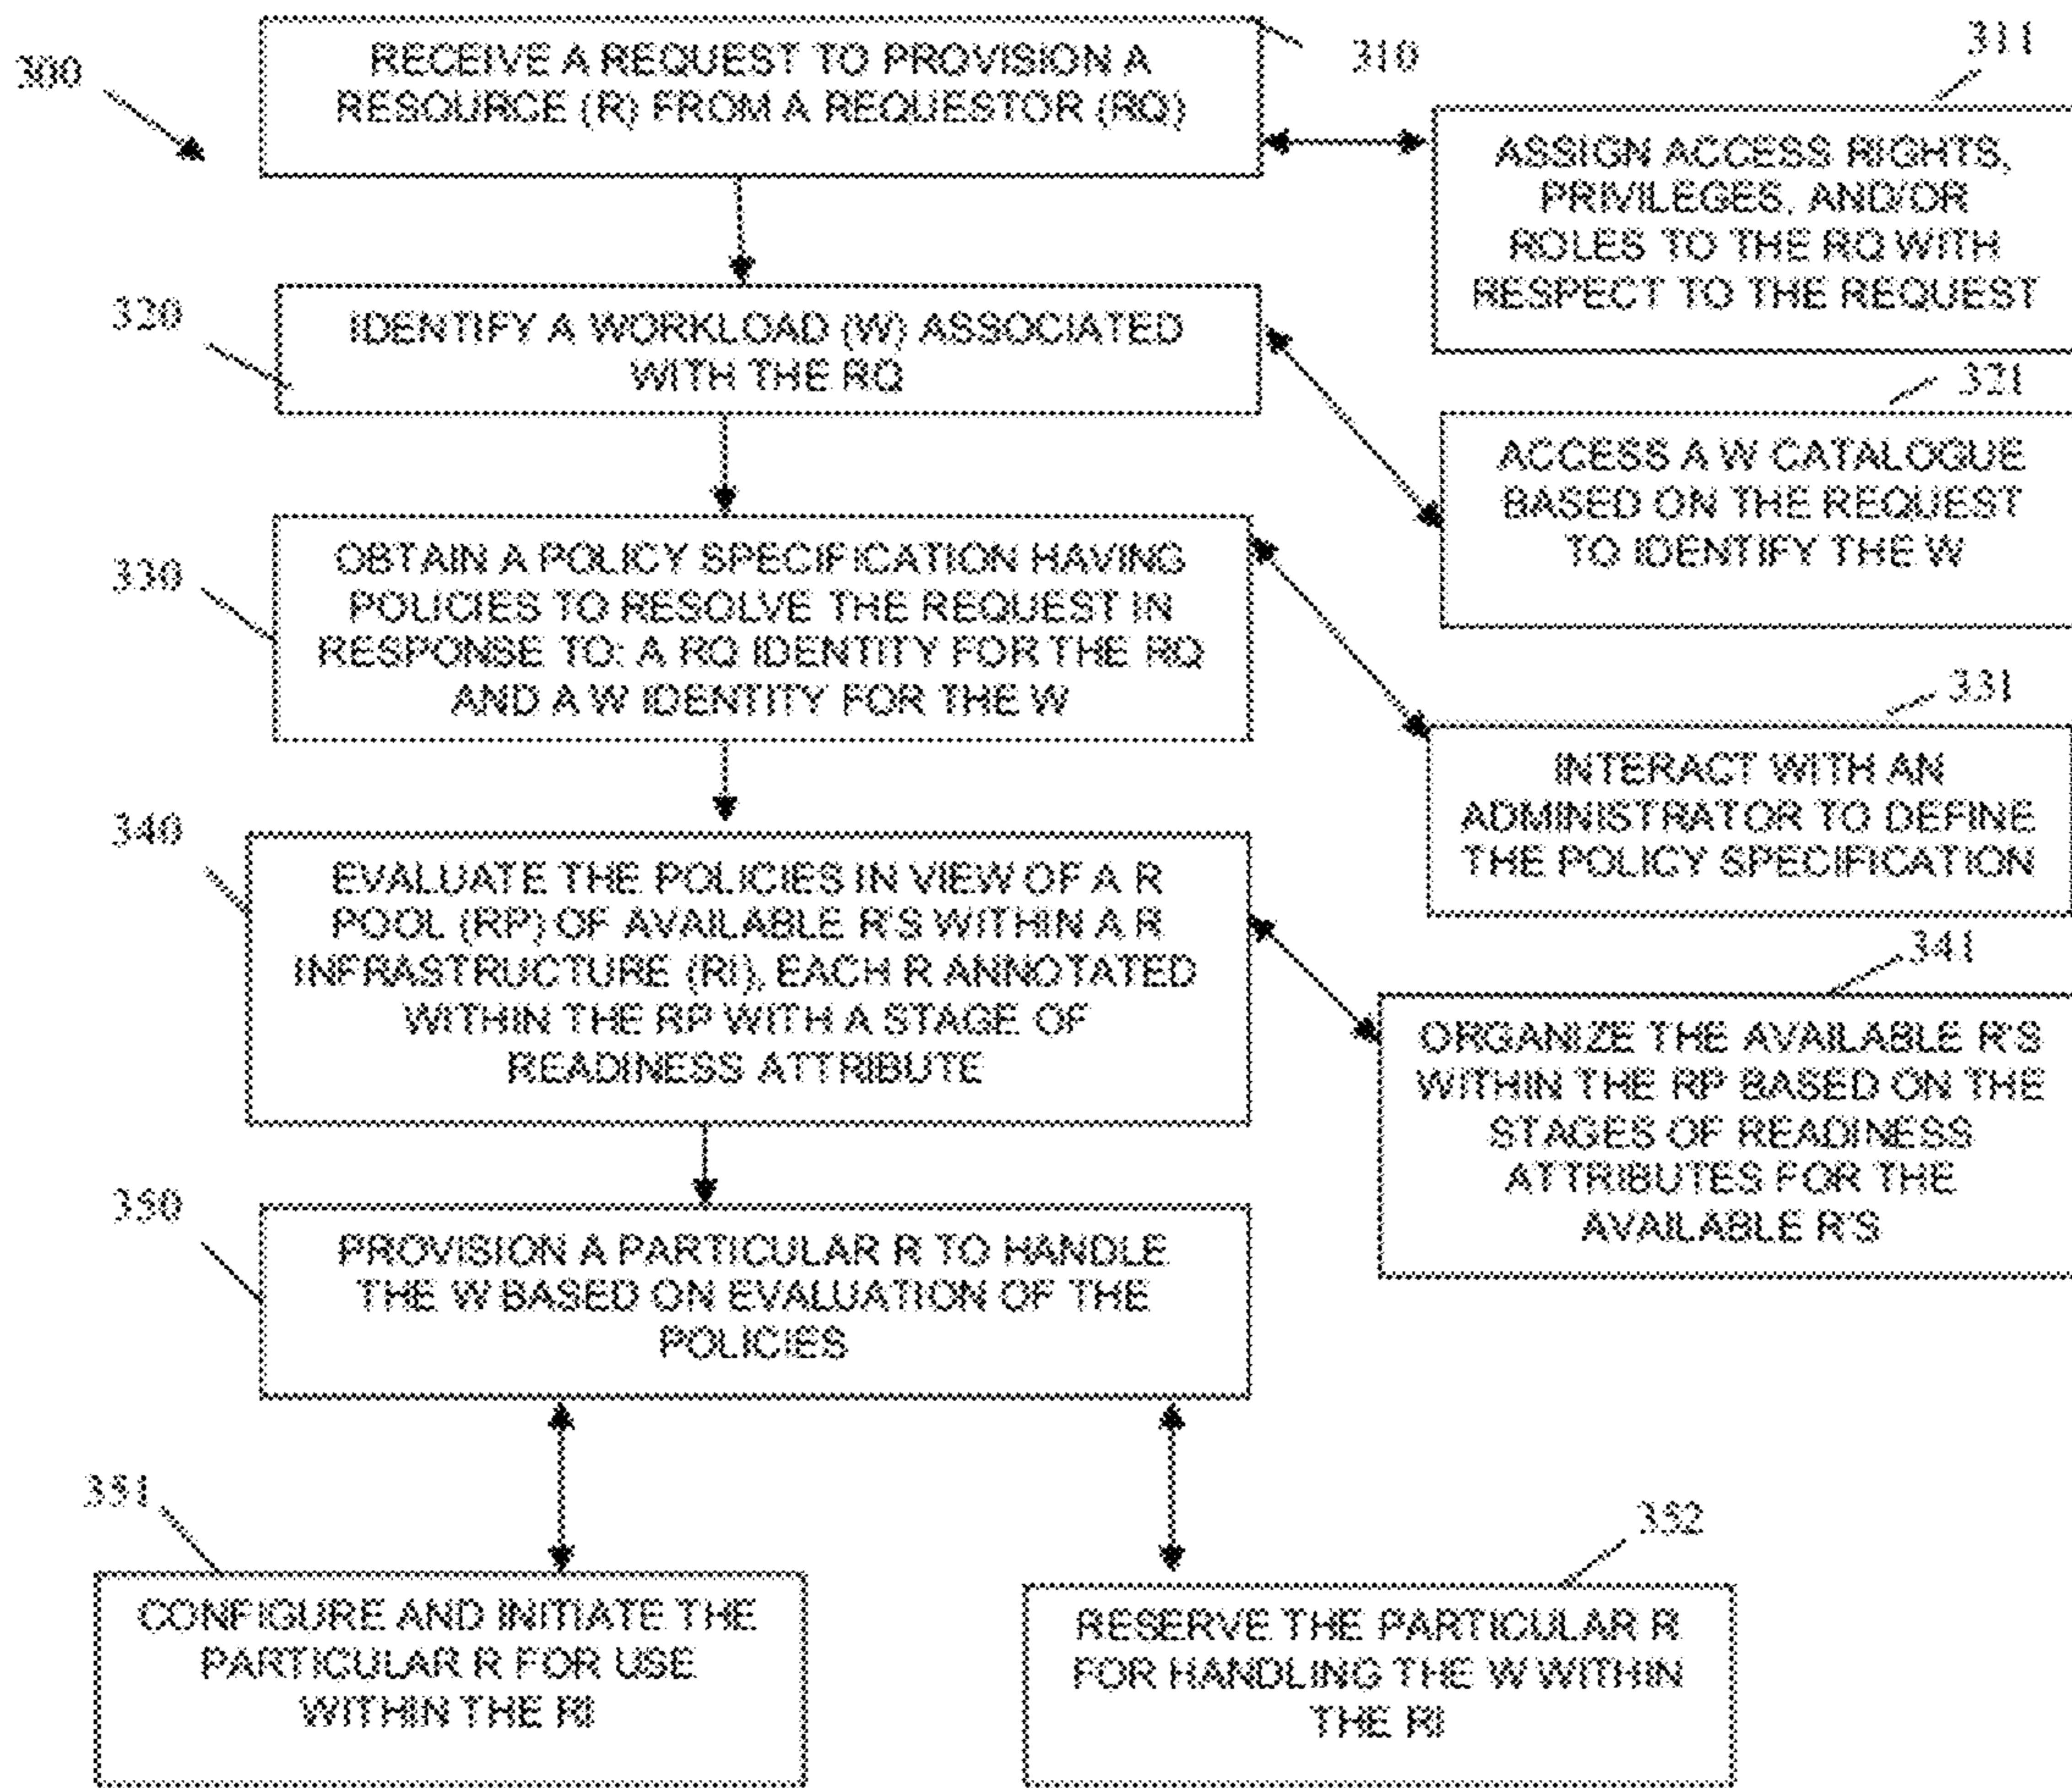 300
310
RECEIVE A REQUEST TO PROVISION A
RESOURCE (R) FROM A REQUESTOR (RQ)
311
ASSIGN ACCESS RIGHTS,
PRIVILEGES, AND/OR
ROLES TO THE RQ WITH
RESPECT TO THE REQUEST
320
IDENTIFY A WORKLOAD (W) ASSOCIATED
WITH THE RQ
321
ACCESS A W CATALOGUE
BASED ON THE REQUEST
TO IDENTIFY THE W
330
OBTAIN A POLICY SPECIFICATION HAVING
POLICIES TO RESOLVE THE REQUEST IN
RESPONSE TO: A RQ IDENTITY FOR THE RQ
AND A W IDENTITY FOR THE W
331
INTERACT WITH AN
ADMINISTRATOR TO DEFINE
THE POLICY SPECIFICATION
340
EVALUATE THE POLICIES IN VIEW OF A R
POOL (RP) OF AVAILABLE R'S WITHIN A R
INFRASTRUCTURE (RI), EACH R ANNOTATED
WITHIN THE RP WITH A STAGE OF
READINESS ATTRIBUTE
341
ORGANIZE THE AVAILABLE R'S
WITHIN THE RP BASED ON THE
STAGES OF READINESS
ATTRIBUTES FOR THE
AVAILABLE R'S
350
PROVISION A PARTICULAR R TO HANDLE
THE W BASED ON EVALUATION OF THE
POLICIES
351
CONFIGURE AND INITIATE THE
PARTICULAR R FOR USE
WITHIN THE RI
352
RESERVE THE PARTICULAR R
FOR HANDLING THE W WITHIN
THE RI